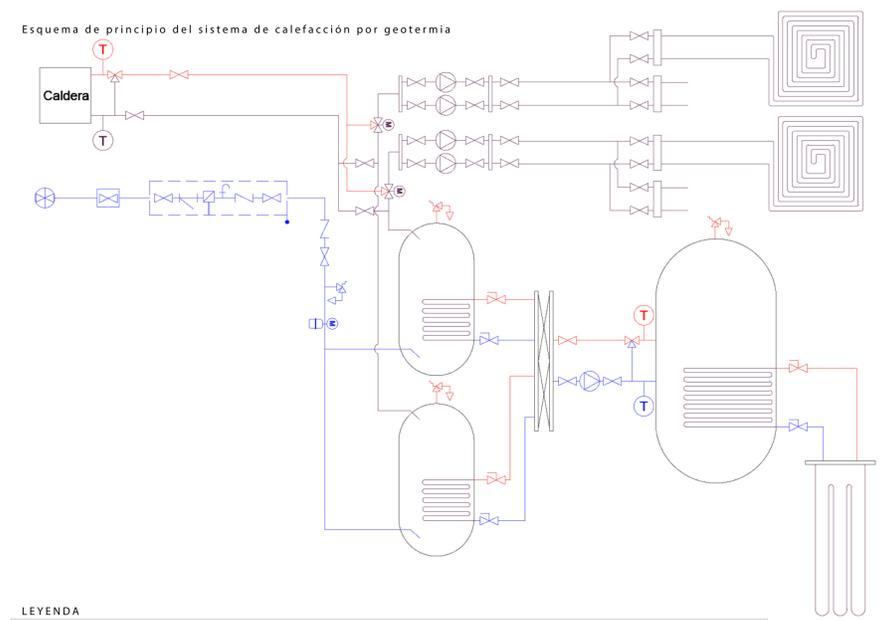 Esquema de principio del sistema de calefacción por geotermia
T
Caldera
T
M
M
M
T
T
LEYENDA